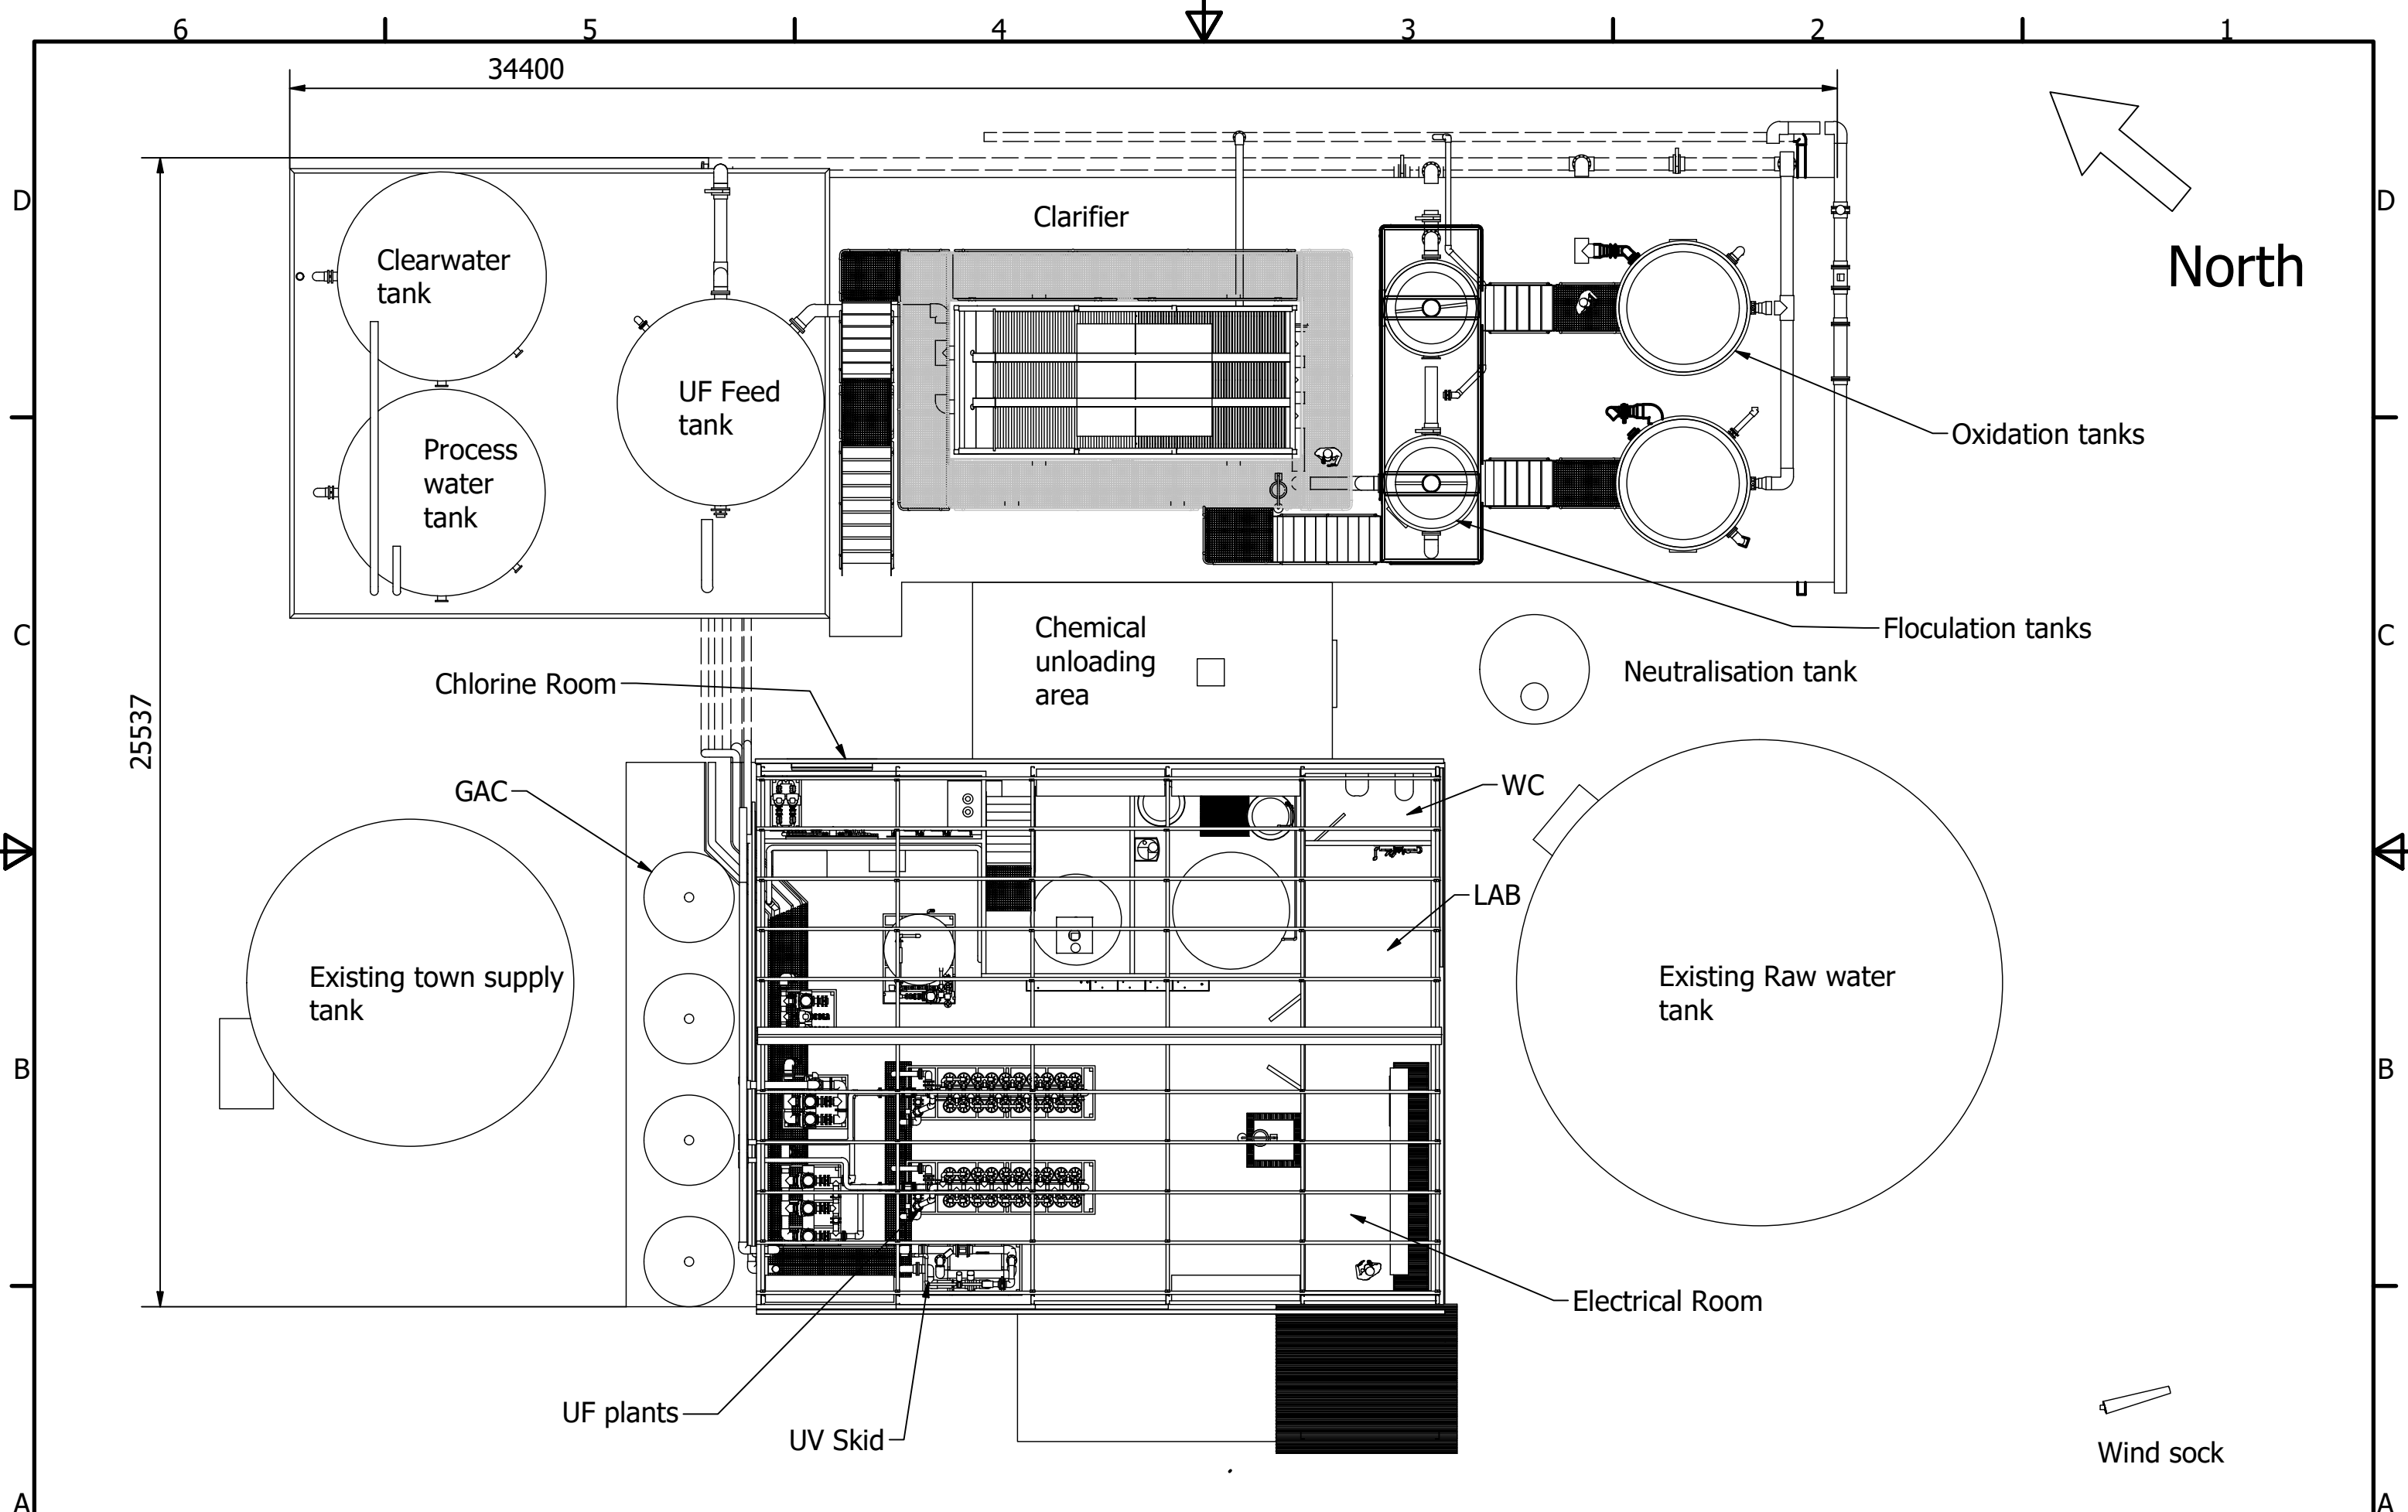 6 5 4 3 2 1
34400
D D
North
Clarifier
Clearwater
tank
UF Feed
tank
Process
water
tank
Oxidation tanks
C C
Floculation tanks
Chemical
unloading
area
Neutralisation tank
Chlorine Room
25537
GAC
WC
LAB
Existing town supply
tank
Existing Raw water
tank
B B
Electrical Room
UF plants
UV Skid
Wind sock
A A